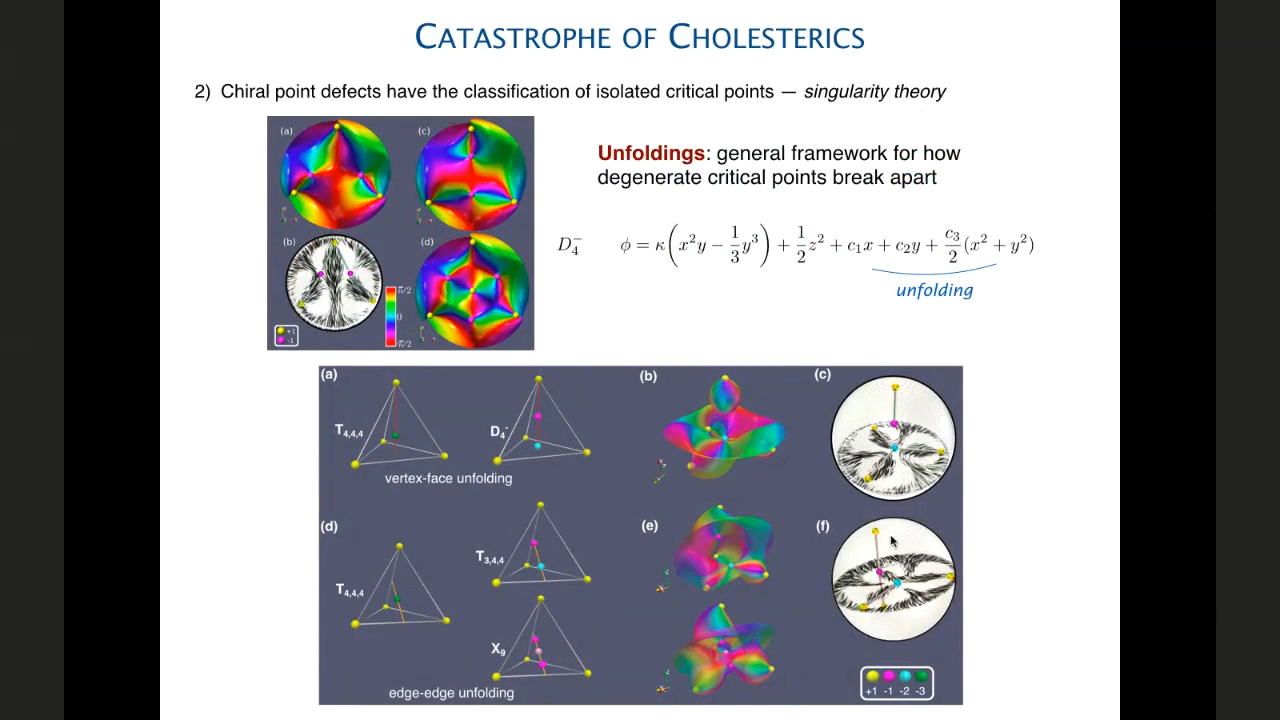 CATASTROPHE OF CHOLESTERICS
2) Chiral point defects have the classification of isolated critical points — singularity theory
(a) (c)
(b) (d)
π/2
0
-π/2
+1
-1
Unfoldings: general framework for how
degenerate critical points break apart
D₄⁻ ϕ = κ(x²y − 1/3 y³) + 1/2 z² + c₁x + c₂y + c₃/2 (x² + y²)
unfolding
(a) (b) (c)
T4,4,4 D4-
vertex-face unfolding
(d) (e) (f)
T3,4,4
T4,4,4
X9
edge-edge unfolding
+1 -1 -2 -3